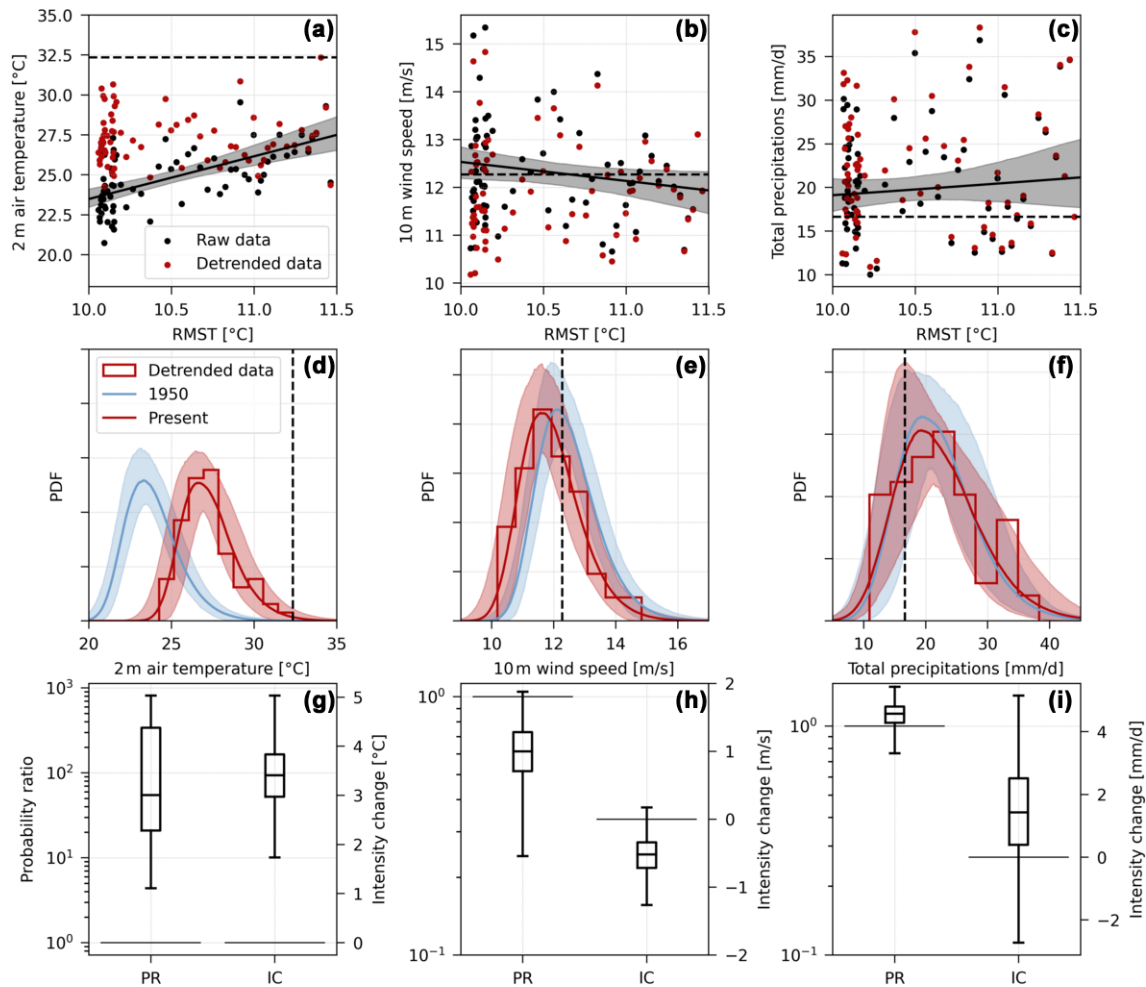 (a)
2 m air temperature [°C]
35.0
32.5
30.0
27.5
25.0
22.5
20.0
Raw data
Detrended data
10.0
10.5
11.0
11.5
RMST [°C]
(b)
10 m wind speed [m/s]
15
14
13
12
11
10
10.0
10.5
11.0
11.5
RMST [°C]
(c)
Total precipitations [mm/d]
35
30
25
20
15
10
10.0
10.5
11.0
11.5
RMST [°C]
(d)
PDF
Detrended data
1950
Present
20
25
30
35
2 m air temperature [°C]
(e)
PDF
10
12
14
16
10 m wind speed [m/s]
(f)
PDF
10
20
30
40
Total precipitations [mm/d]
(g)
Probability ratio
10³
10²
10¹
10⁰
5
4
3
2
1
0
Intensity change [°C]
PR
IC
(h)
10⁰
10⁻¹
2
1
0
−1
−2
Intensity change [m/s]
PR
IC
(i)
10⁰
10⁻¹
4
2
0
−2
Intensity change [mm/d]
PR
IC